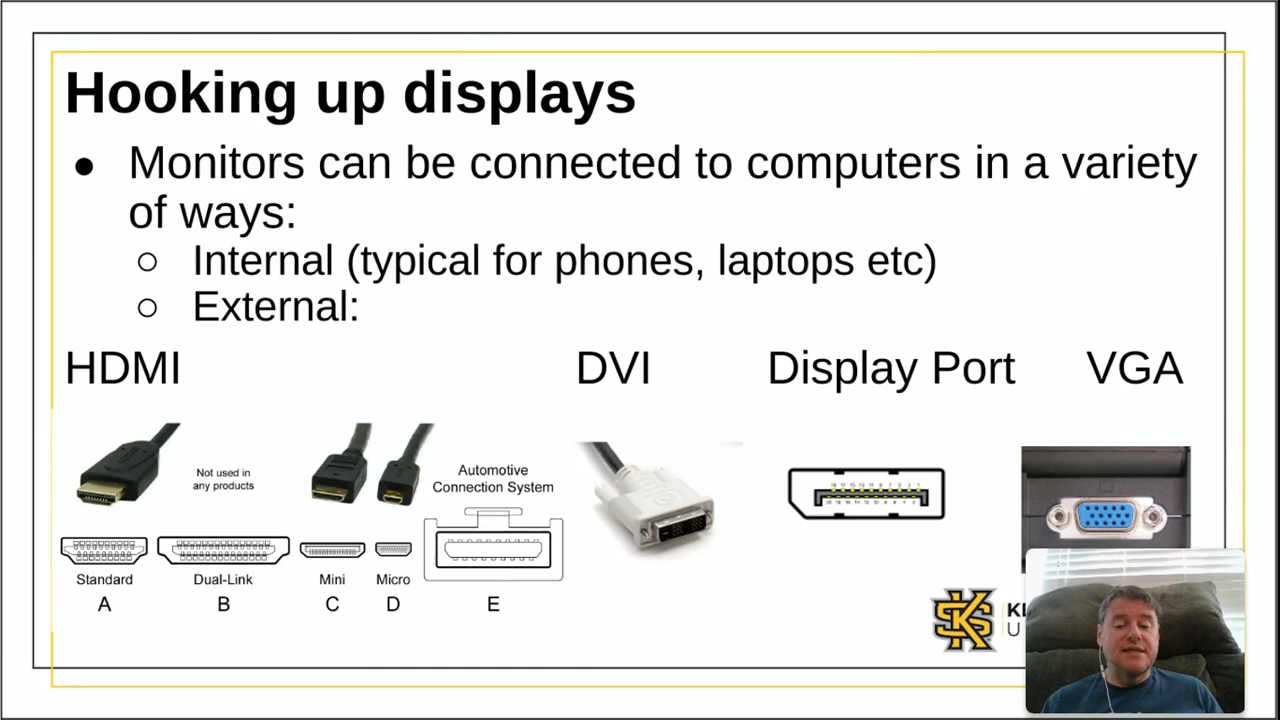 Hooking up displays
● Monitors can be connected to computers in a variety
of ways:
○ Internal (typical for phones, laptops etc)
○ External:
HDMI DVI Display Port VGA
Not used in
any products
Automotive
Connection System
Standard Dual-Link Mini Micro
A B C D E
KS